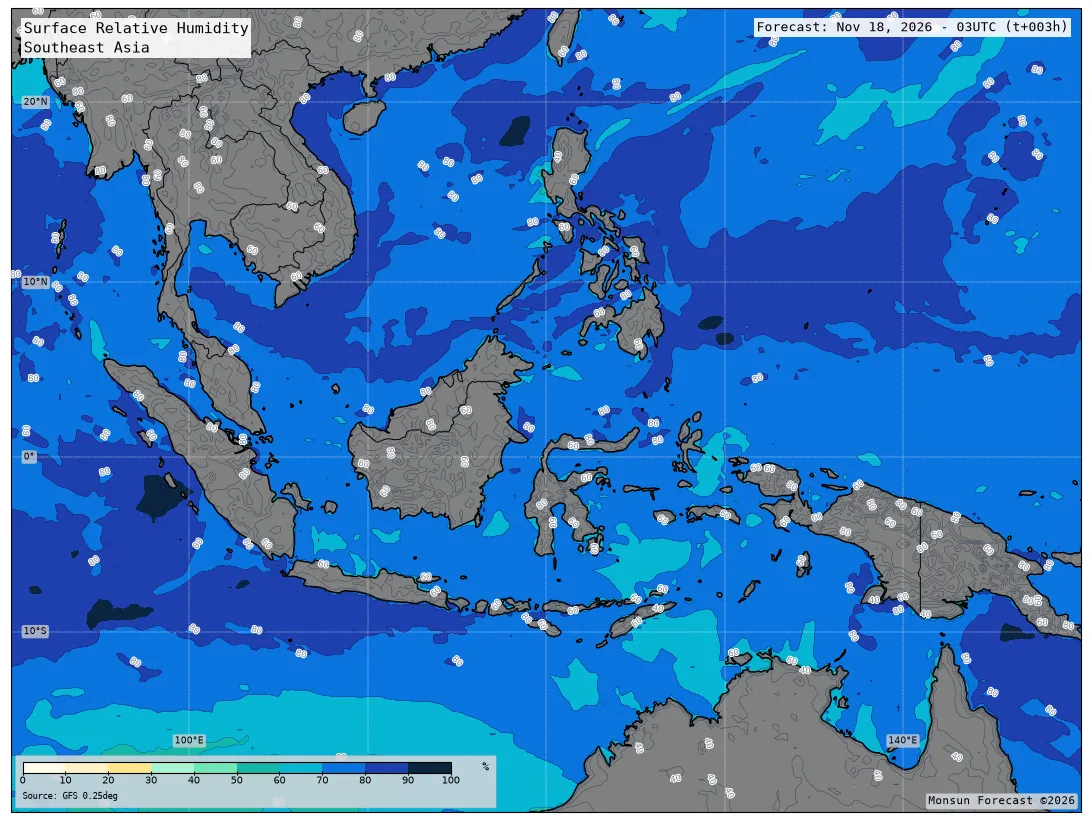 Surface Relative Humidity
Southeast Asia
Forecast: Nov 18, 2026 - 03UTC (t+003h)
20°N
10°N
0°
10°S
100°E
140°E
%
0 10 20 30 40 50 60 70 80 90 100
Source: GFS 0.25deg
Monsun Forecast ©2026